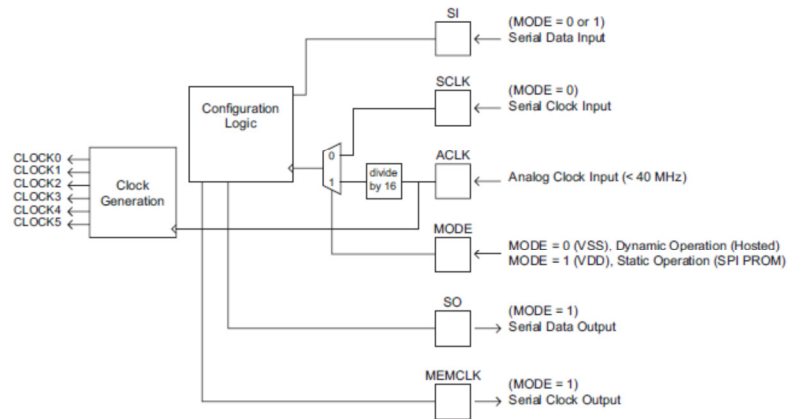 SI
(MODE = 0 or 1)
Serial Data Input
SCLK
(MODE = 0)
Serial Clock Input
Configuration
Logic
0
1
divide
by 16
ACLK
Analog Clock Input (< 40 MHz)
CLOCK0
CLOCK1
CLOCK2
CLOCK3
CLOCK4
CLOCK5
Clock
Generation
MODE
MODE = 0 (VSS), Dynamic Operation (Hosted)
MODE = 1 (VDD), Static Operation (SPI PROM)
SO
(MODE = 1)
Serial Data Output
MEMCLK
(MODE = 1)
Serial Clock Output